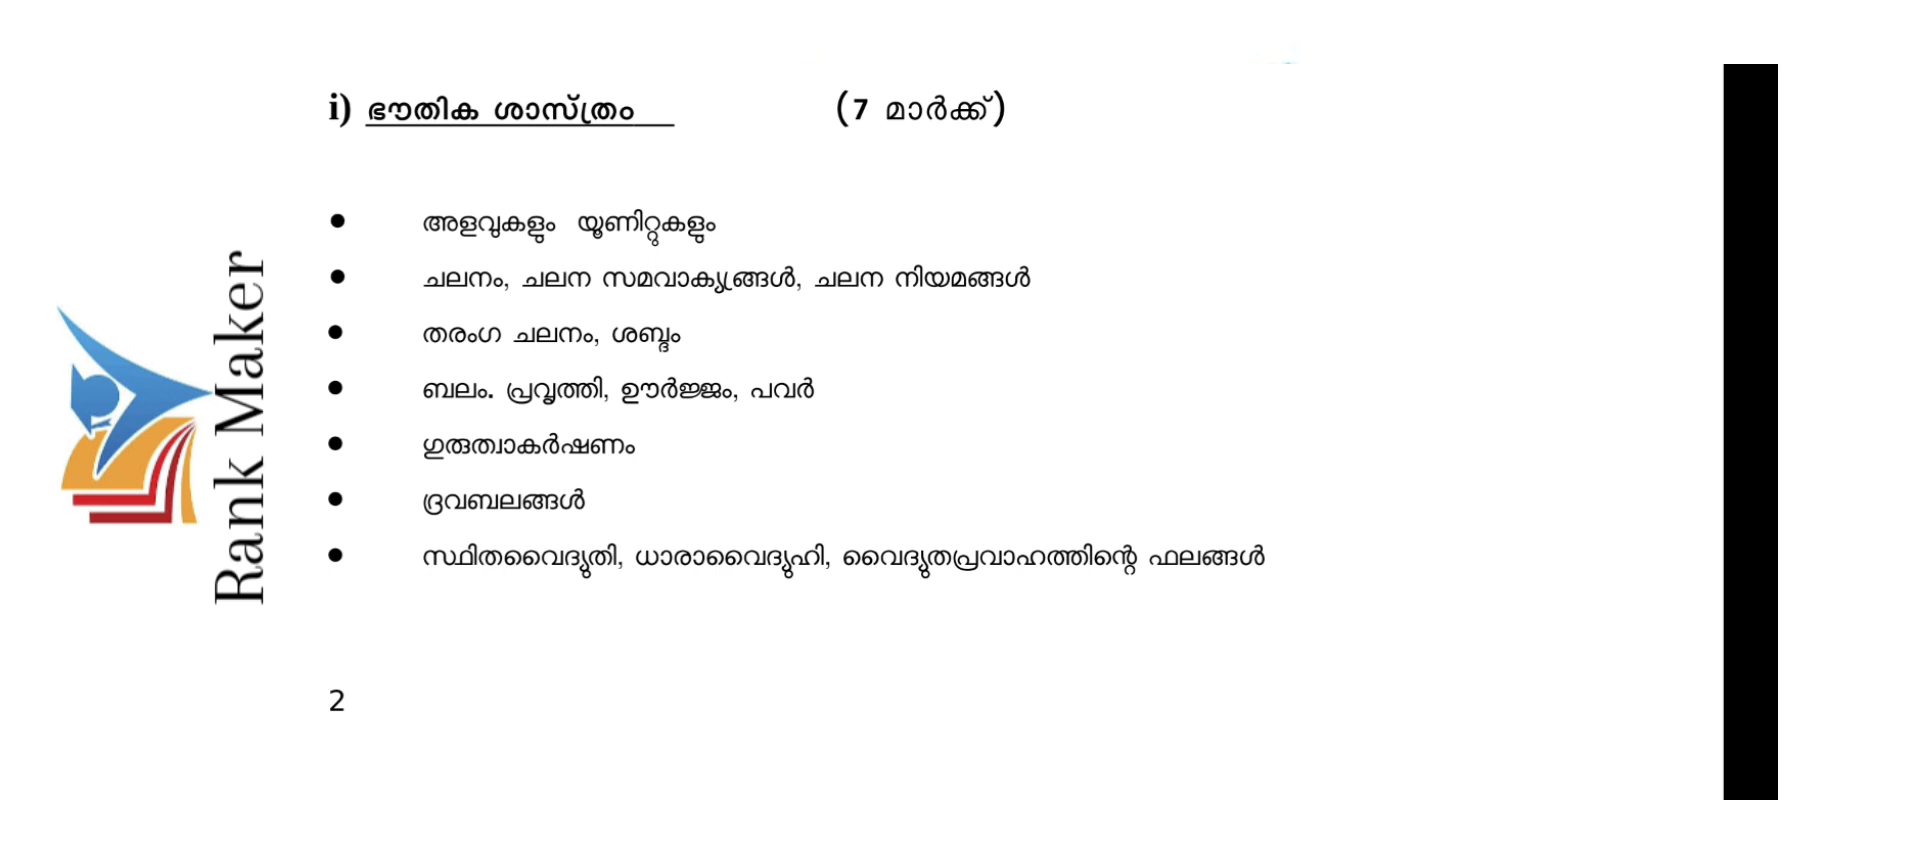 i) ഭൗതിക ശാസ്ത്രം (7 മാർക്ക്)
● അളവുകളും യൂണിറ്റുകളും
● ചലനം, ചലന സമവാക്യ്രങ്ങൾ, ചലന നിയമങ്ങൾ
● തരംഗ ചലനം, ശബ്ദം
● ബലം. പ്രവൃത്തി, ഊർജ്ജം, പവർ
● ഗുരുത്വാകർഷണം
● ദ്രവബലങ്ങൾ
● സ്ഥിതവൈദ്യുതി, ധാരാവൈദ്യുഹി, വൈദ്യുതപ്രവാഹത്തിന്റെ ഫലങ്ങൾ
2
Rank Maker